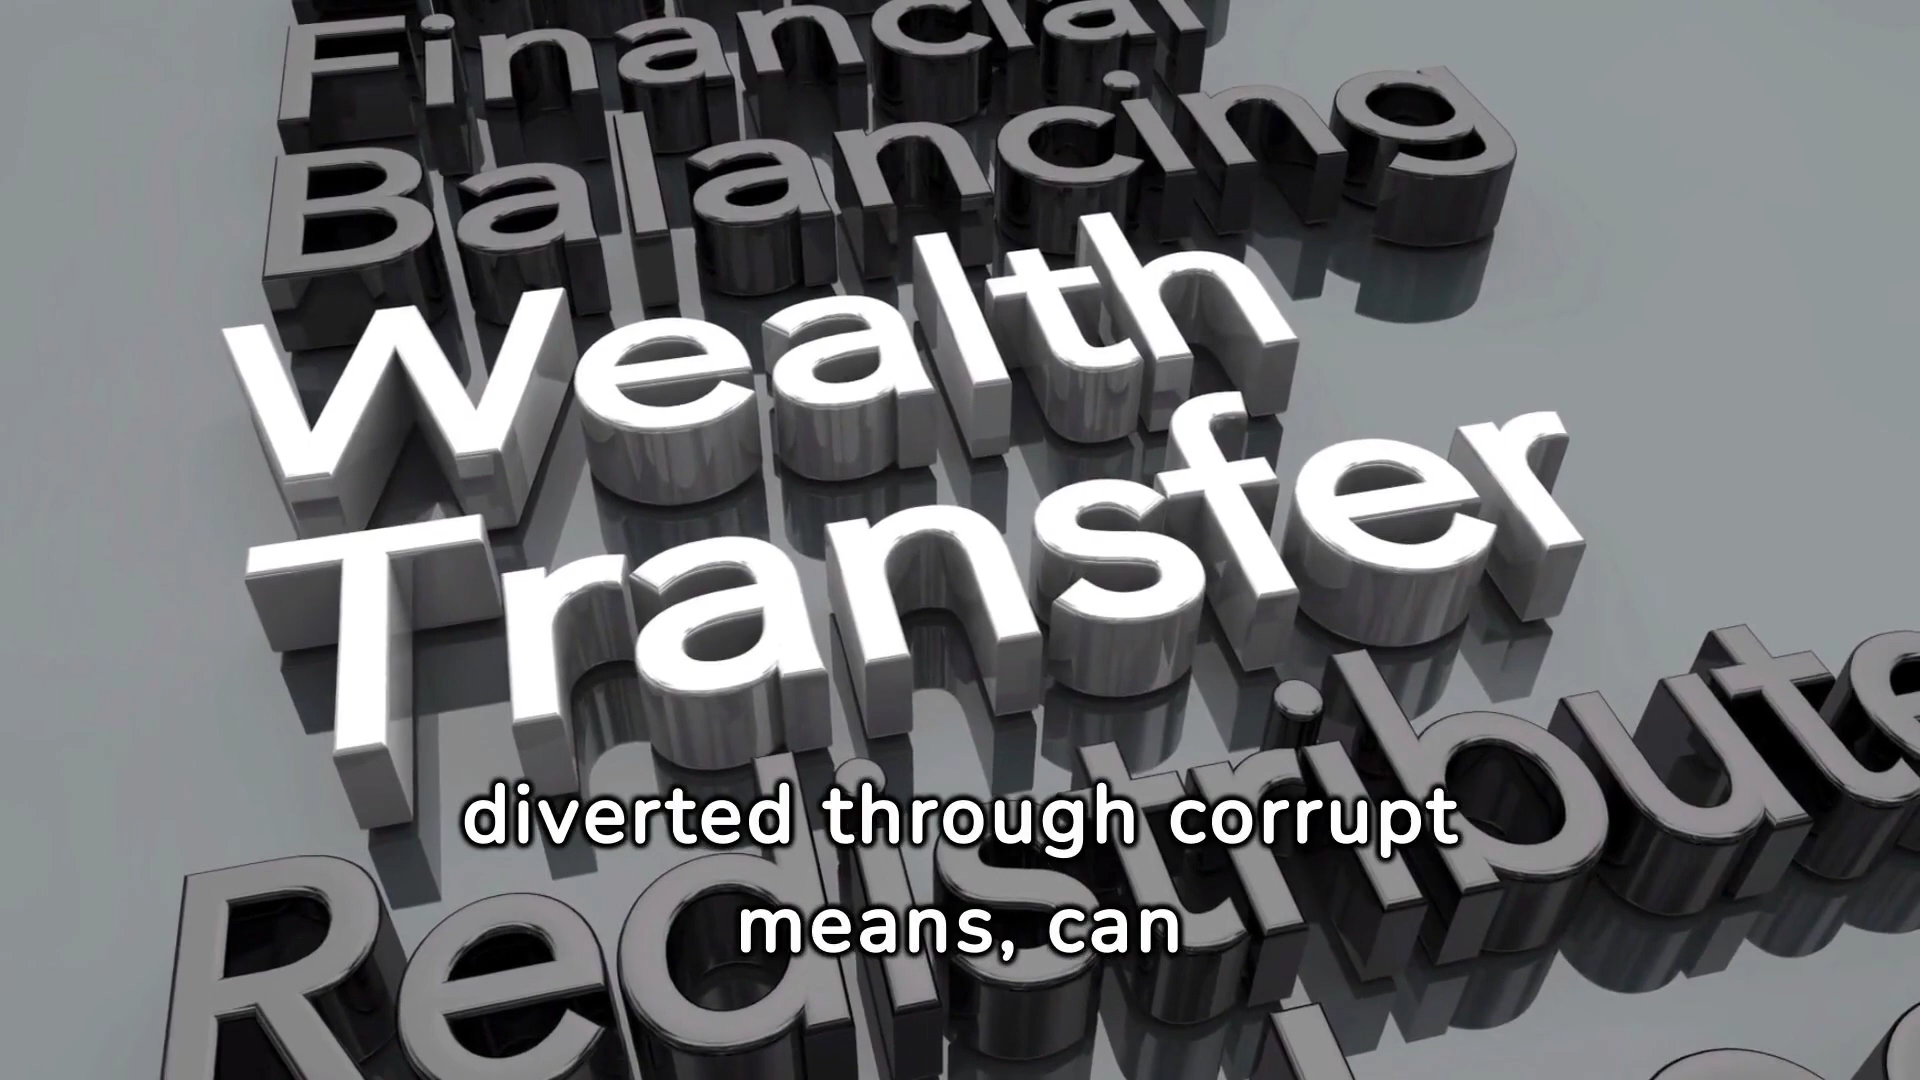 Financial
Balancing
Wealth
Transfer
Redistribute
diverted through corrupt
means, can